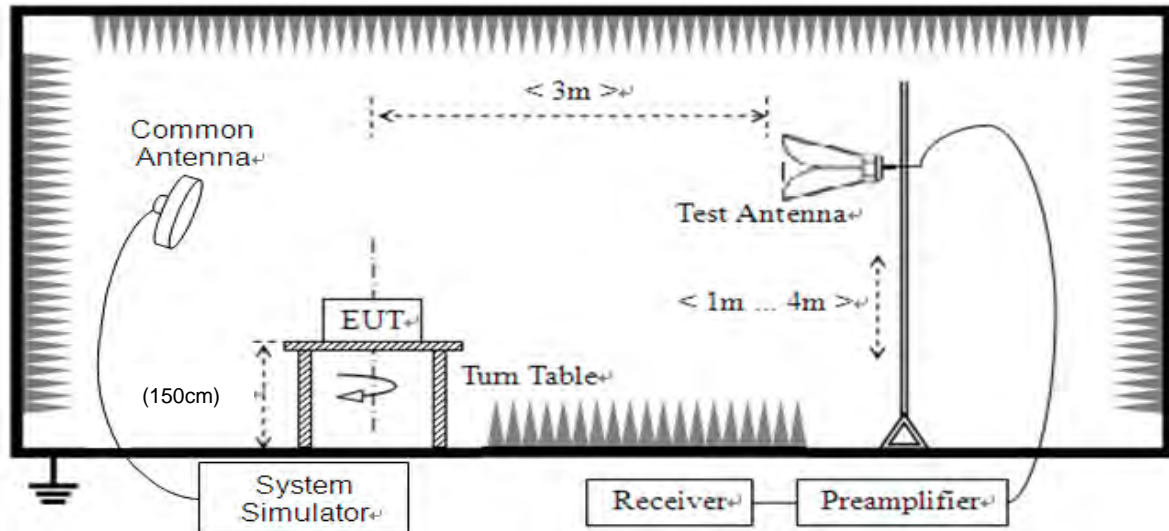 < 3m >↵
Common
Antenna↵
Test Antenna↵
< 1m ... 4m >↵
EUT↵
Turn Table↵
(150cm)
System
Simulator↵
Receiver↵
Preamplifier↵